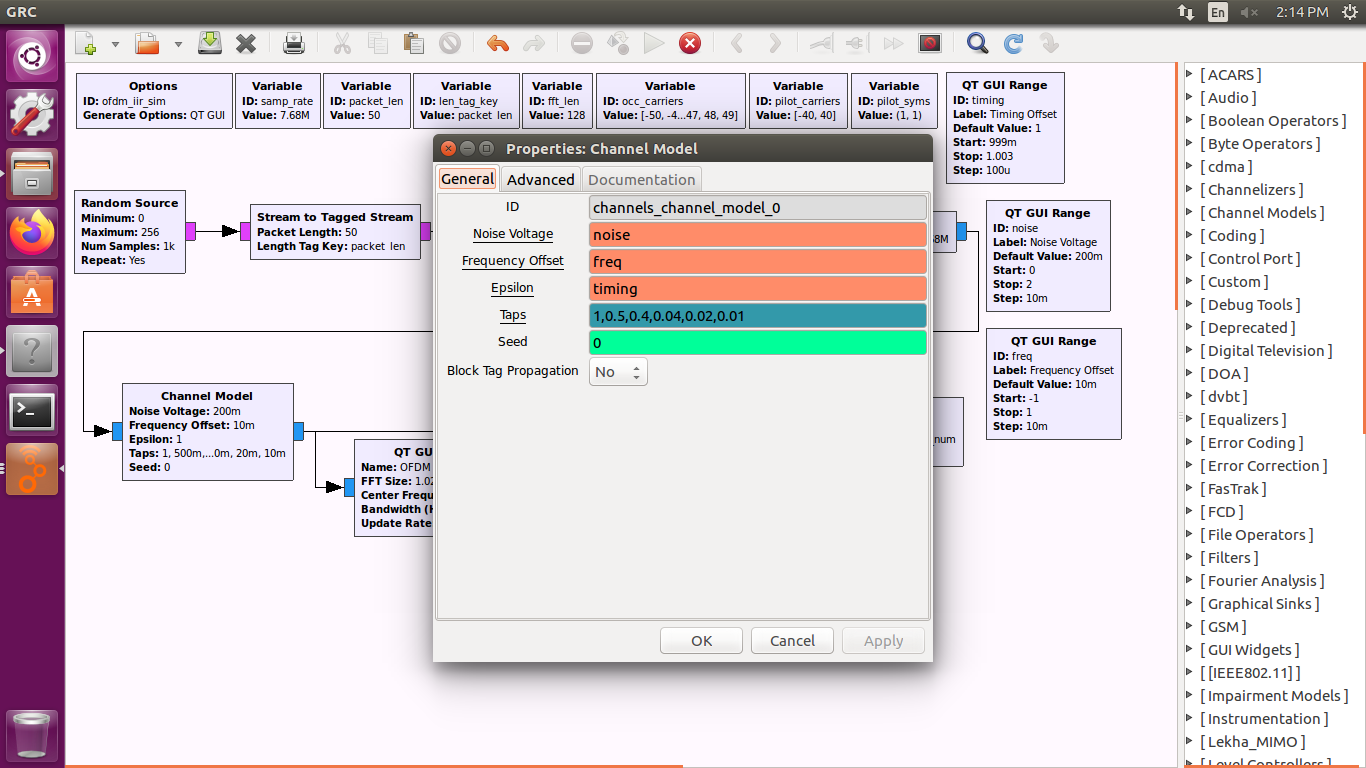 GRC
En
2:14 PM
Options
ID: ofdm_iir_sim
Generate Options: QT GUI
Variable
ID: samp_rate
Value: 7.68M
Variable
ID: packet_len
Value: 50
Variable
ID: len_tag_key
Value: packet_len
Variable
ID: fft_len
Value: 128
Variable
ID: occ_carriers
Value: [-50, -4...47, 48, 49]
Variable
ID: pilot_carriers
Value: [-40, 40]
Variable
ID: pilot_syms
Value: (1, 1)
QT GUI Range
ID: timing
Label: Timing Offset
Default Value: 1
Start: 999m
Stop: 1.003
Step: 100u
Random Source
Minimum: 0
Maximum: 256
Num Samples: 1k
Repeat: Yes
Stream to Tagged Stream
Packet Length: 50
Length Tag Key: packet_len
QT GUI Range
ID: noise
Label: Noise Voltage
Default Value: 200m
Start: 0
Stop: 2
Step: 10m
QT GUI Range
ID: freq
Label: Frequency Offset
Default Value: 10m
Start: -1
Stop: 1
Step: 10m
Channel Model
Noise Voltage: 200m
Frequency Offset: 10m
Epsilon: 1
Taps: 1, 500m,...0m, 20m, 10m
Seed: 0
QT GU
Name: OFDM
FFT Size: 1.02
Center Frequ
Bandwidth (H
Update Rate
58M
num
Properties: Channel Model
General
Advanced
Documentation
ID
channels_channel_model_0
Noise Voltage
noise
Frequency Offset
freq
Epsilon
timing
Taps
1,0.5,0.4,0.04,0.02,0.01
Seed
0
Block Tag Propagation
No
OK
Cancel
Apply
[ ACARS ]
[ Audio ]
[ Boolean Operators ]
[ Byte Operators ]
[ cdma ]
[ Channelizers ]
[ Channel Models ]
[ Coding ]
[ Control Port ]
[ Custom ]
[ Debug Tools ]
[ Deprecated ]
[ Digital Television ]
[ DOA ]
[ dvbt ]
[ Equalizers ]
[ Error Coding ]
[ Error Correction ]
[ FasTrak ]
[ FCD ]
[ File Operators ]
[ Filters ]
[ Fourier Analysis ]
[ Graphical Sinks ]
[ GSM ]
[ GUI Widgets ]
[ [IEEE802.11] ]
[ Impairment Models ]
[ Instrumentation ]
[ Lekha_MIMO ]
[ Level Controllers ]